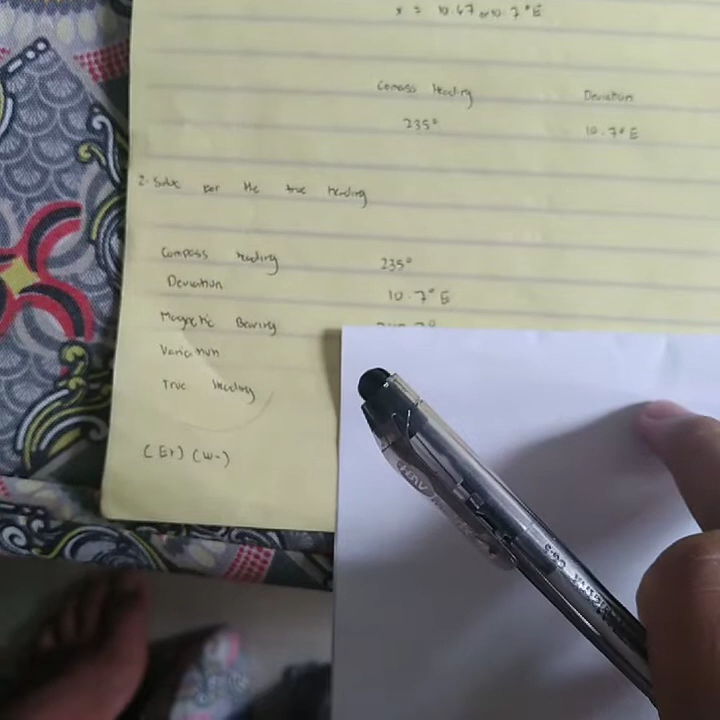 x = 10.67 or 10.7° E
Compass Heading Deviation
235° 10.7° E
2. Solve for the true heading
Compass heading 235°
Deviation 10.7° E
Magnetic Bearing
Variation
True heading
(E+) (W-)